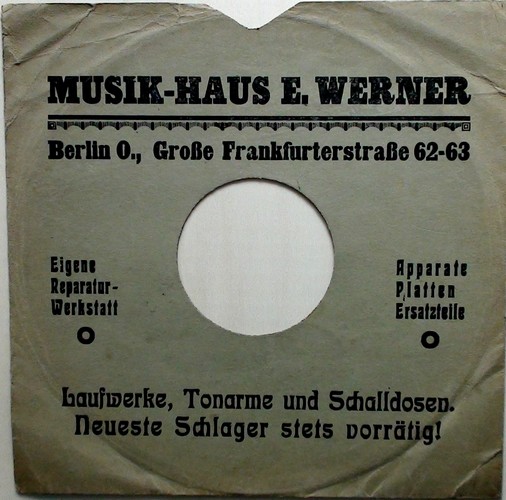 MUSIK-HAUS E. WERNER
Berlin O., Große Frankfurterstraße 62-63
Eigene
Reparatur-
Werkstatt
Apparate
Platten
Ersatzteile
Laufwerke, Tonarme und Schalldosen.
Neueste Schlager stets vorrätig!